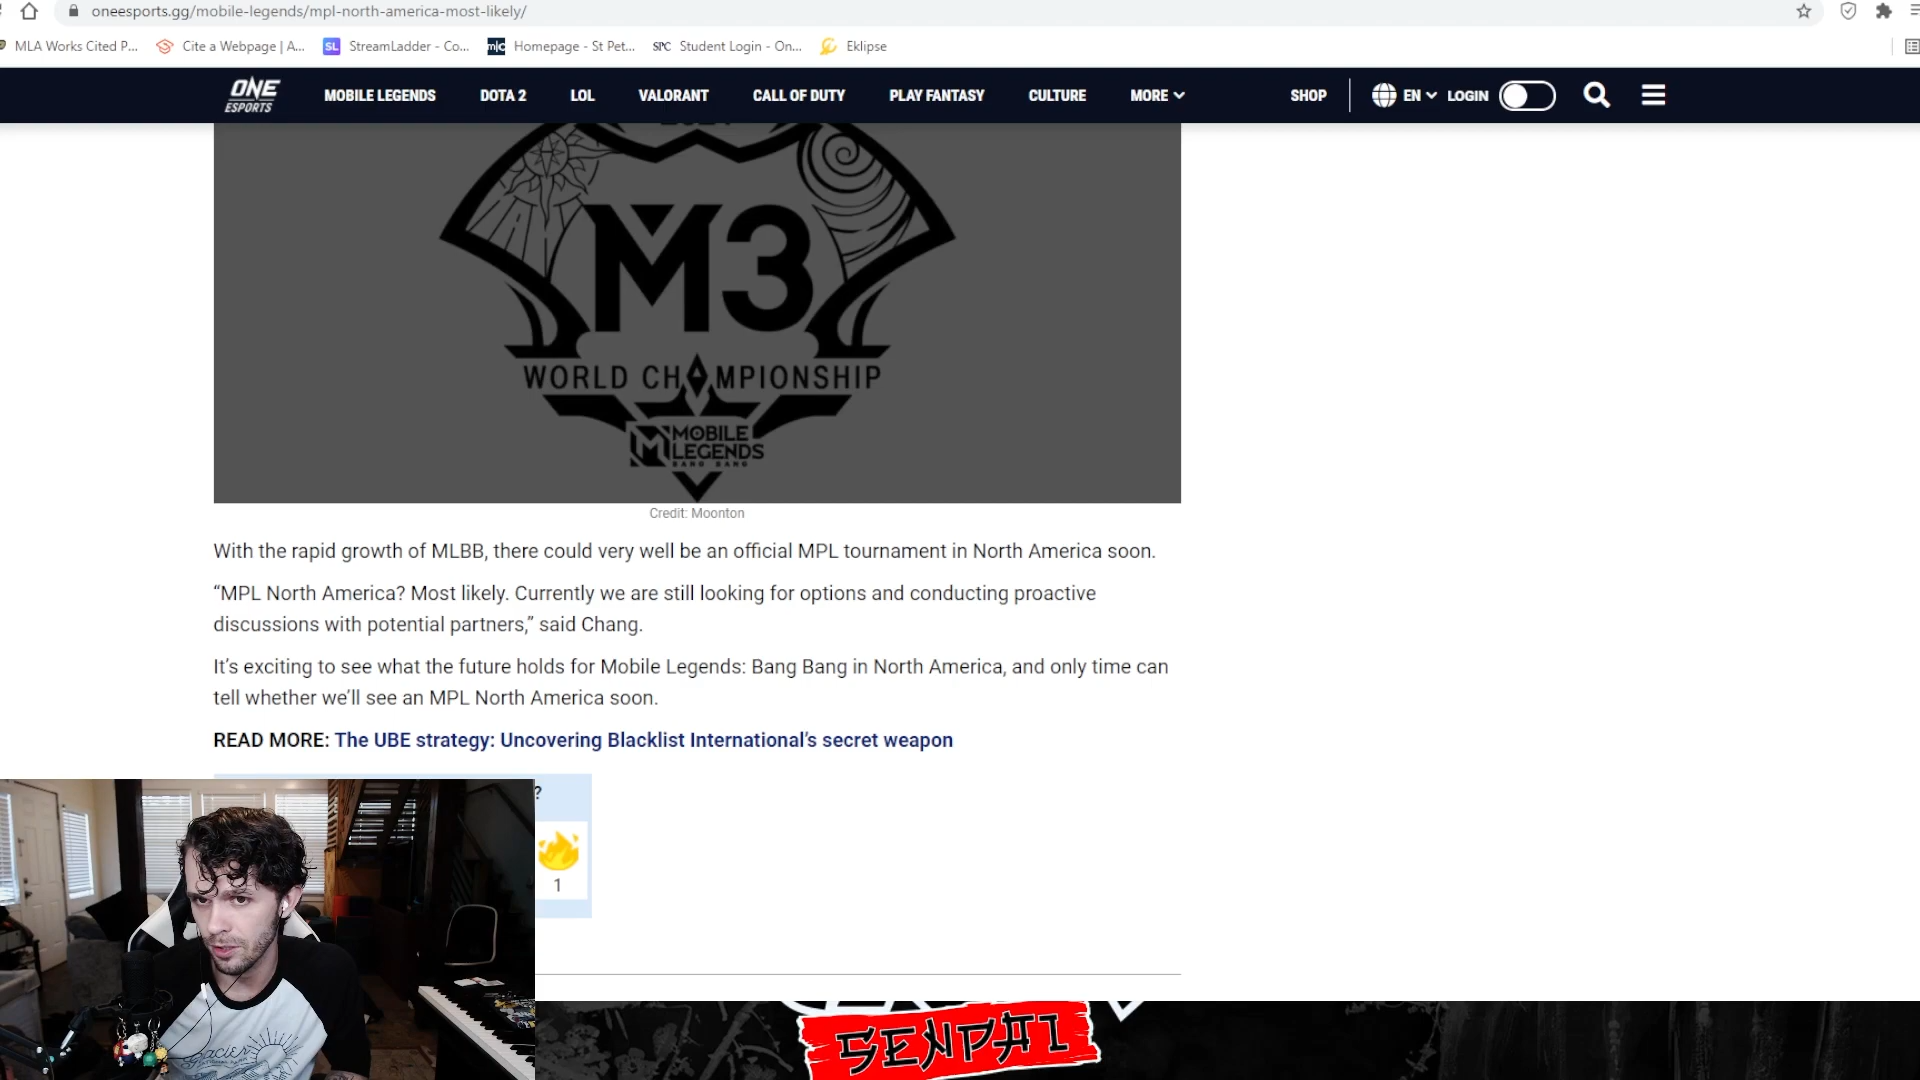 oneesports.gg/mobile-legends/mpl-north-america-most-likely/
MLA Works Cited P...
Cite a Webpage | A...
SL StreamLadder - Co...
m|c Homepage - St Pet...
SPC Student Login - On...
Eklipse
ONE ESPORTS
MOBILE LEGENDS
DOTA 2
LOL
VALORANT
CALL OF DUTY
PLAY FANTASY
CULTURE
MORE
SHOP
EN
LOGIN
M3
WORLD CHAMPIONSHIP
MOBILE
LEGENDS
BANG BANG
Credit: Moonton
With the rapid growth of MLBB, there could very well be an official MPL tournament in North America soon.
“MPL North America? Most likely. Currently we are still looking for options and conducting proactive
discussions with potential partners,” said Chang.
It’s exciting to see what the future holds for Mobile Legends: Bang Bang in North America, and only time can
tell whether we’ll see an MPL North America soon.
READ MORE: The UBE strategy: Uncovering Blacklist International’s secret weapon
?
1
Glacier
SENPAI